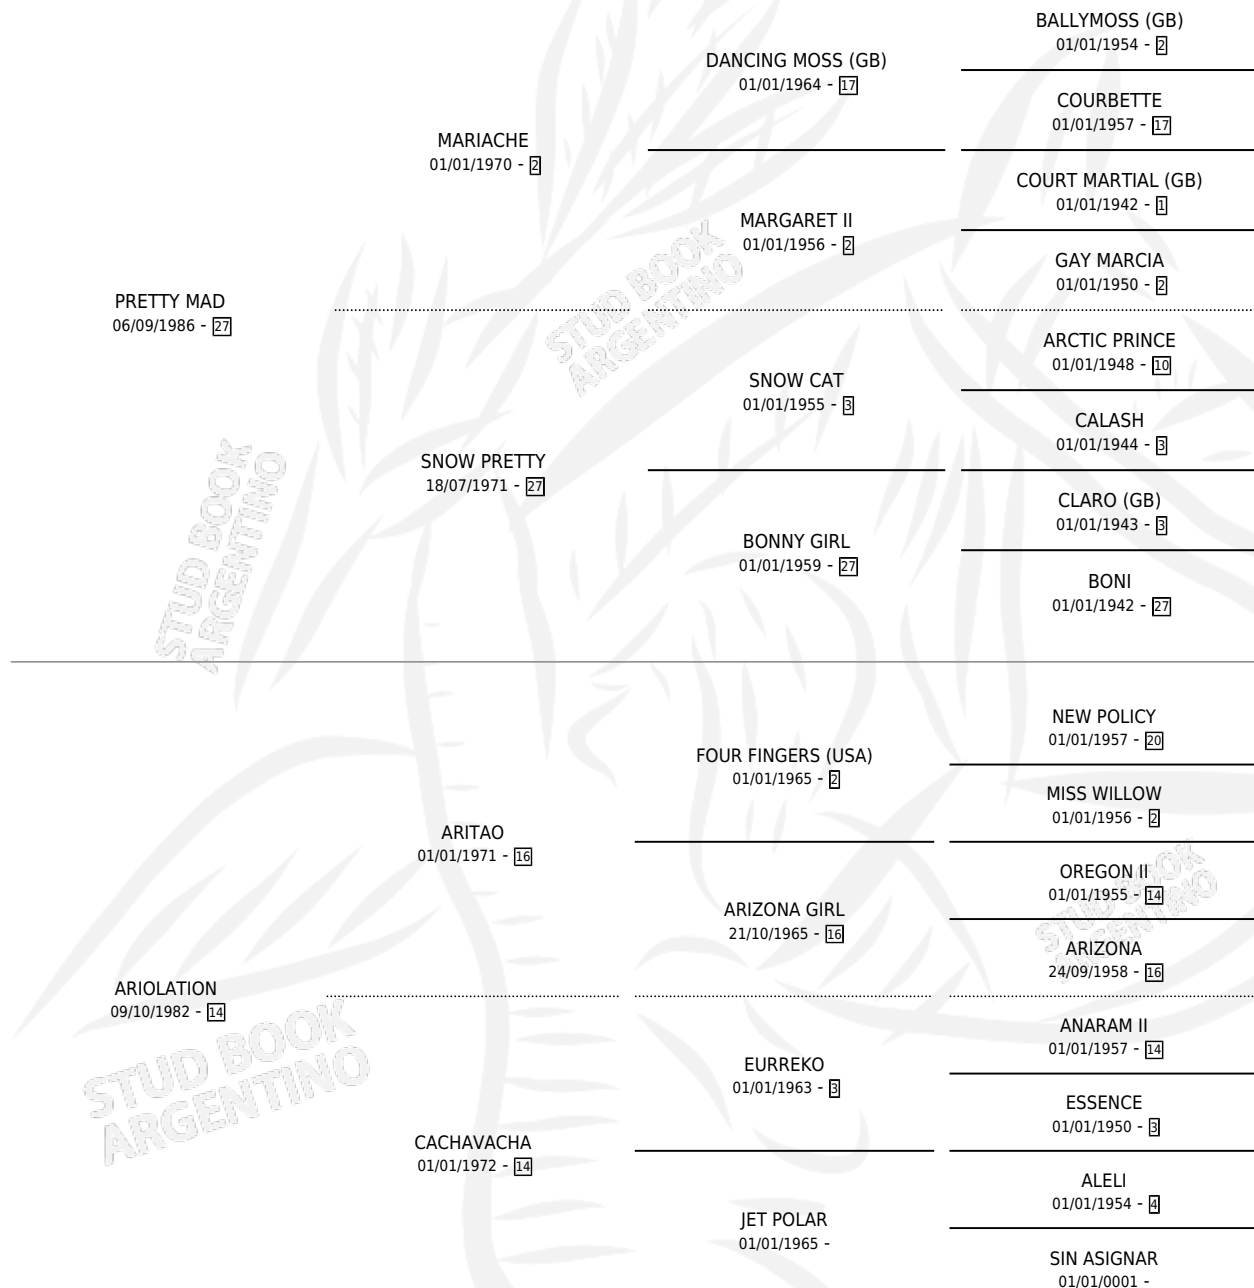 BALLYMOSS (GB)
01/01/1954 - 2
DANCING MOSS (GB)
01/01/1964 - 17
COURBETTE
01/01/1957 - 17
MARIACHE
01/01/1970 - 2
COURT MARTIAL (GB)
01/01/1942 - 1
MARGARET II
01/01/1956 - 2
GAY MARCIA
01/01/1950 - 2
PRETTY MAD
06/09/1986 - 27
ARCTIC PRINCE
01/01/1948 - 10
SNOW CAT
01/01/1955 - 3
CALASH
01/01/1944 - 3
SNOW PRETTY
18/07/1971 - 27
CLARO (GB)
01/01/1943 - 3
BONNY GIRL
01/01/1959 - 27
BONI
01/01/1942 - 27
NEW POLICY
01/01/1957 - 20
FOUR FINGERS (USA)
01/01/1965 - 2
MISS WILLOW
01/01/1956 - 2
ARITAO
01/01/1971 - 16
OREGON II
01/01/1955 - 14
ARIZONA GIRL
21/10/1965 - 16
ARIZONA
24/09/1958 - 16
ARIOLATION
09/10/1982 - 14
ANARAM II
01/01/1957 - 14
EURREKO
01/01/1963 - 3
ESSENCE
01/01/1950 - 3
CACHAVACHA
01/01/1972 - 14
ALELI
01/01/1954 - 4
JET POLAR
01/01/1965 -
SIN ASIGNAR
01/01/0001 -
STUD BOOK
ARGENTINO
STUD BOOK
ARGENTINO
STUD BOOK
ARGENTINO
STUD BOOK
ARGENTINO